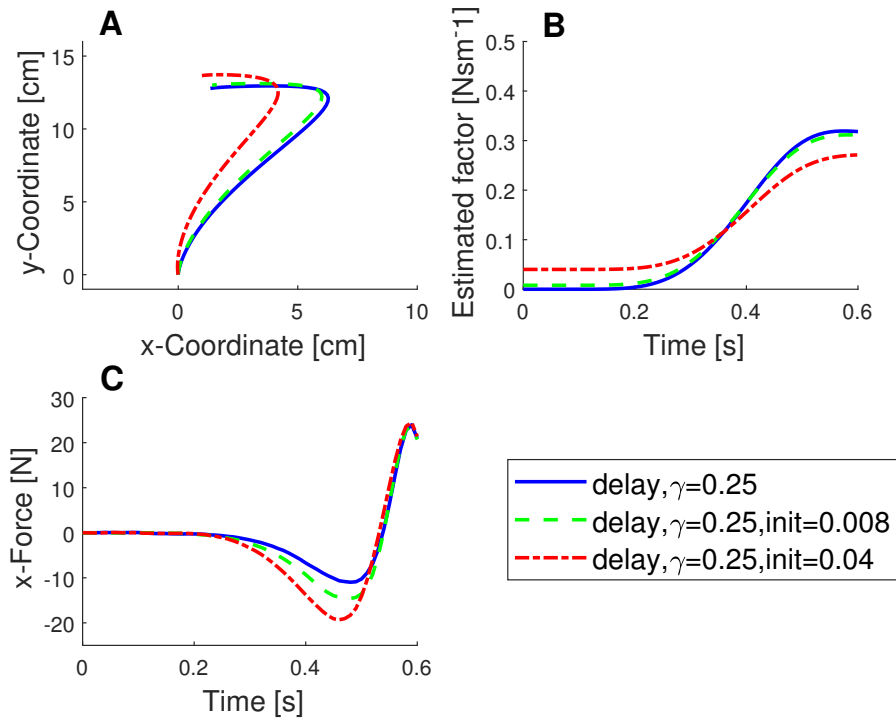 A
y-Coordinate [cm]
15
10
5
0
0
5
10
x-Coordinate [cm]
B
Estimated factor [Nsm⁻¹]
0.5
0.4
0.3
0.2
0.1
0
0
0.2
0.4
0.6
Time [s]
C
x-Force [N]
30
20
10
0
-10
-20
0
0.2
0.4
0.6
Time [s]
delay,γ=0.25
delay,γ=0.25,init=0.008
delay,γ=0.25,init=0.04